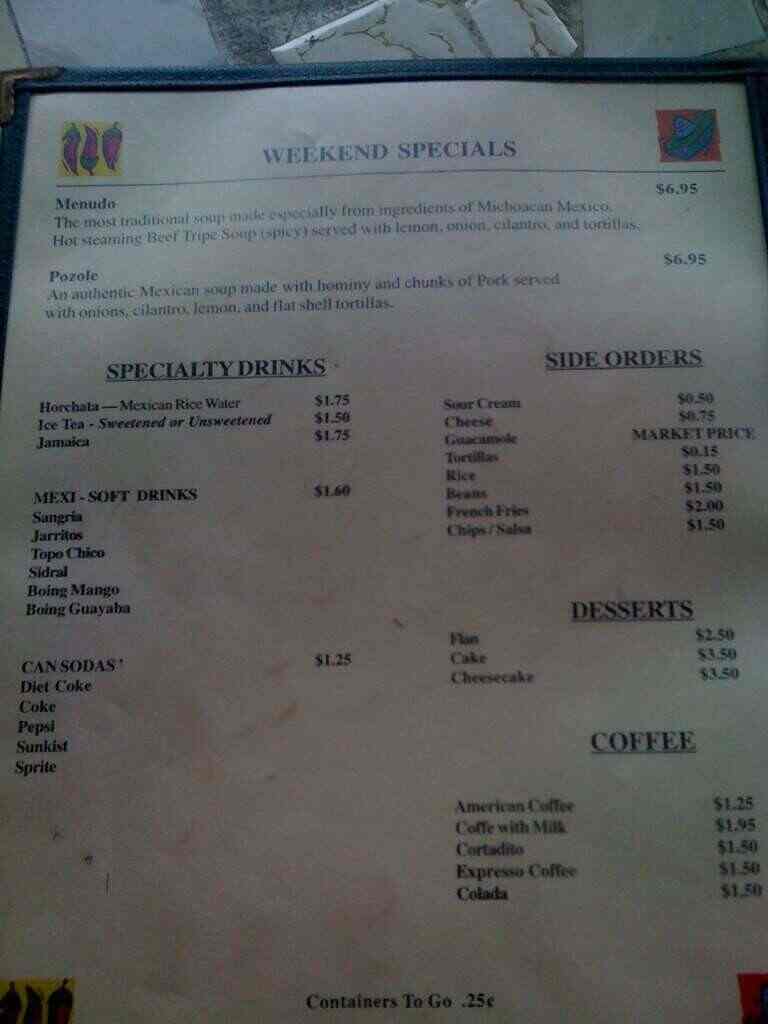 WEEKEND SPECIALS
Menudo $6.95
The most traditional soup made especially from ingredients of Michoacan Mexico.
Hot steaming Beef Tripe Soup (spicy) served with lemon, onion, cilantro, and tortillas.
Pozole $6.95
An authentic Mexican soup made with hominy and chunks of Pork served
with onions, cilantro, lemon, and flat shell tortillas.
SPECIALTY DRINKS
Horchata — Mexican Rice Water $1.75
Ice Tea - Sweetened or Unsweetened $1.50
Jamaica $1.75
MEXI - SOFT DRINKS $1.60
Sangria
Jarritos
Topo Chico
Sidral
Boing Mango
Boing Guayaba
CAN SODAS ' $1.25
Diet Coke
Coke
Pepsi
Sunkist
Sprite
SIDE ORDERS
Sour Cream $0.50
Cheese $0.75
Guacamole MARKET PRICE
Tortillas $0.15
Rice $1.50
Beans $1.50
French Fries $2.00
Chips / Salsa $1.50
DESSERTS
Flan $2.50
Cake $3.50
Cheesecake $3.50
COFFEE
American Coffee $1.25
Coffe with Milk $1.95
Cortadito $1.50
Expresso Coffee $1.50
Colada $1.50
Containers To Go .25¢